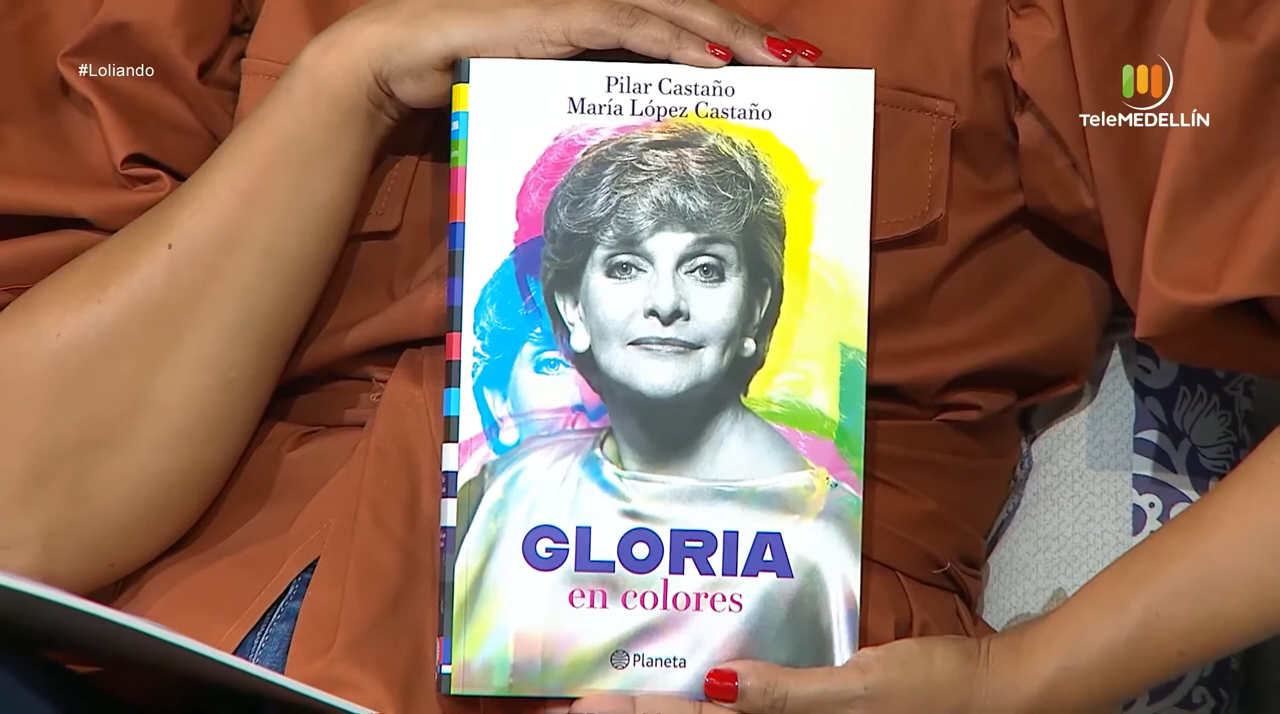 #Loliando
TeleMEDELLÍN
Pilar Castaño
María López Castaño
GLORIA
en colores
Planeta